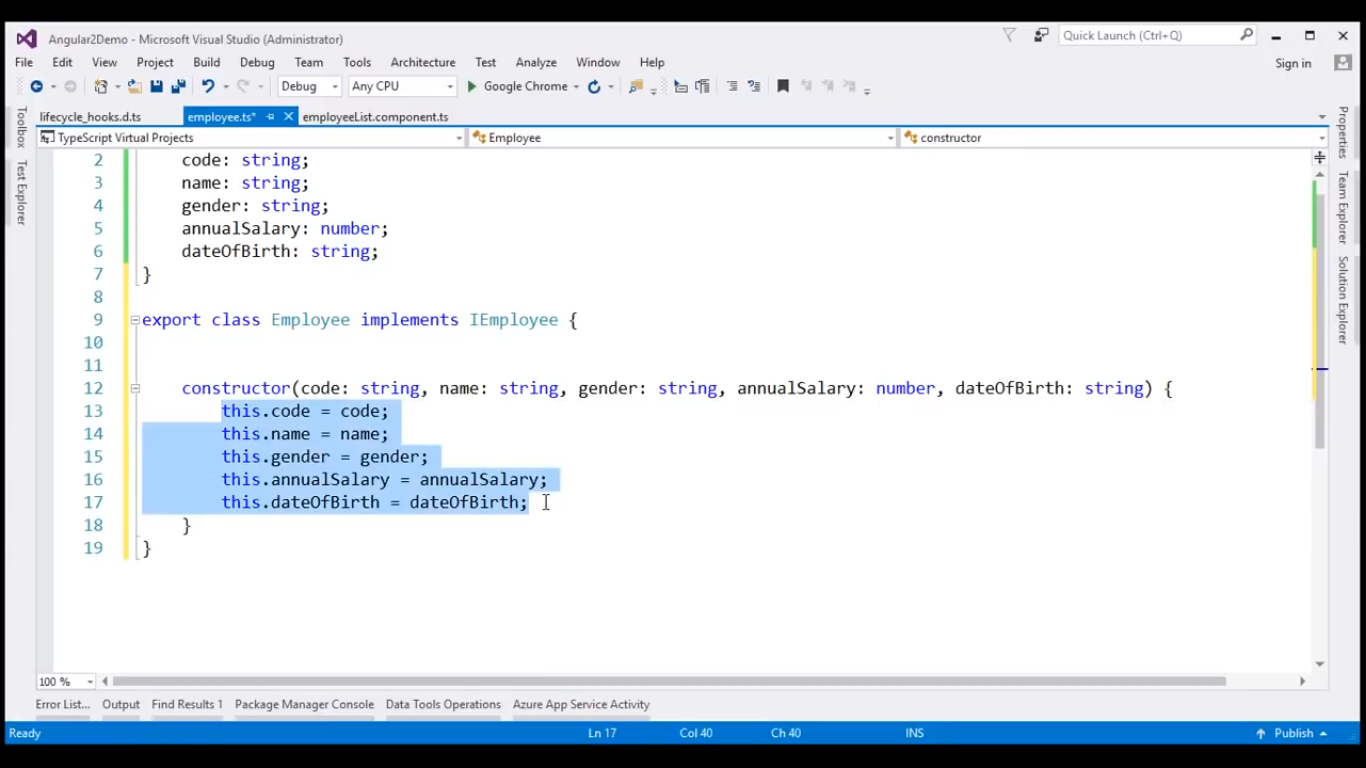 Angular2Demo - Microsoft Visual Studio (Administrator)
Quick Launch (Ctrl+Q)
File Edit View Project Build Debug Team Tools Architecture Test Analyze Window Help
Sign in
Debug Any CPU Google Chrome
Toolbox
Test Explorer
lifecycle_hooks.d.ts employee.ts* employeeList.component.ts
TypeScript Virtual Projects Employee constructor
2 code: string;
3 name: string;
4 gender: string;
5 annualSalary: number;
6 dateOfBirth: string;
7 }
8
9 export class Employee implements IEmployee {
10
11
12 constructor(code: string, name: string, gender: string, annualSalary: number, dateOfBirth: string) {
13 this.code = code;
14 this.name = name;
15 this.gender = gender;
16 this.annualSalary = annualSalary;
17 this.dateOfBirth = dateOfBirth;
18 }
19 }
Properties
Team Explorer
Solution Explorer
100 %
Error List... Output Find Results 1 Package Manager Console Data Tools Operations Azure App Service Activity
Ready Ln 17 Col 40 Ch 40 INS Publish